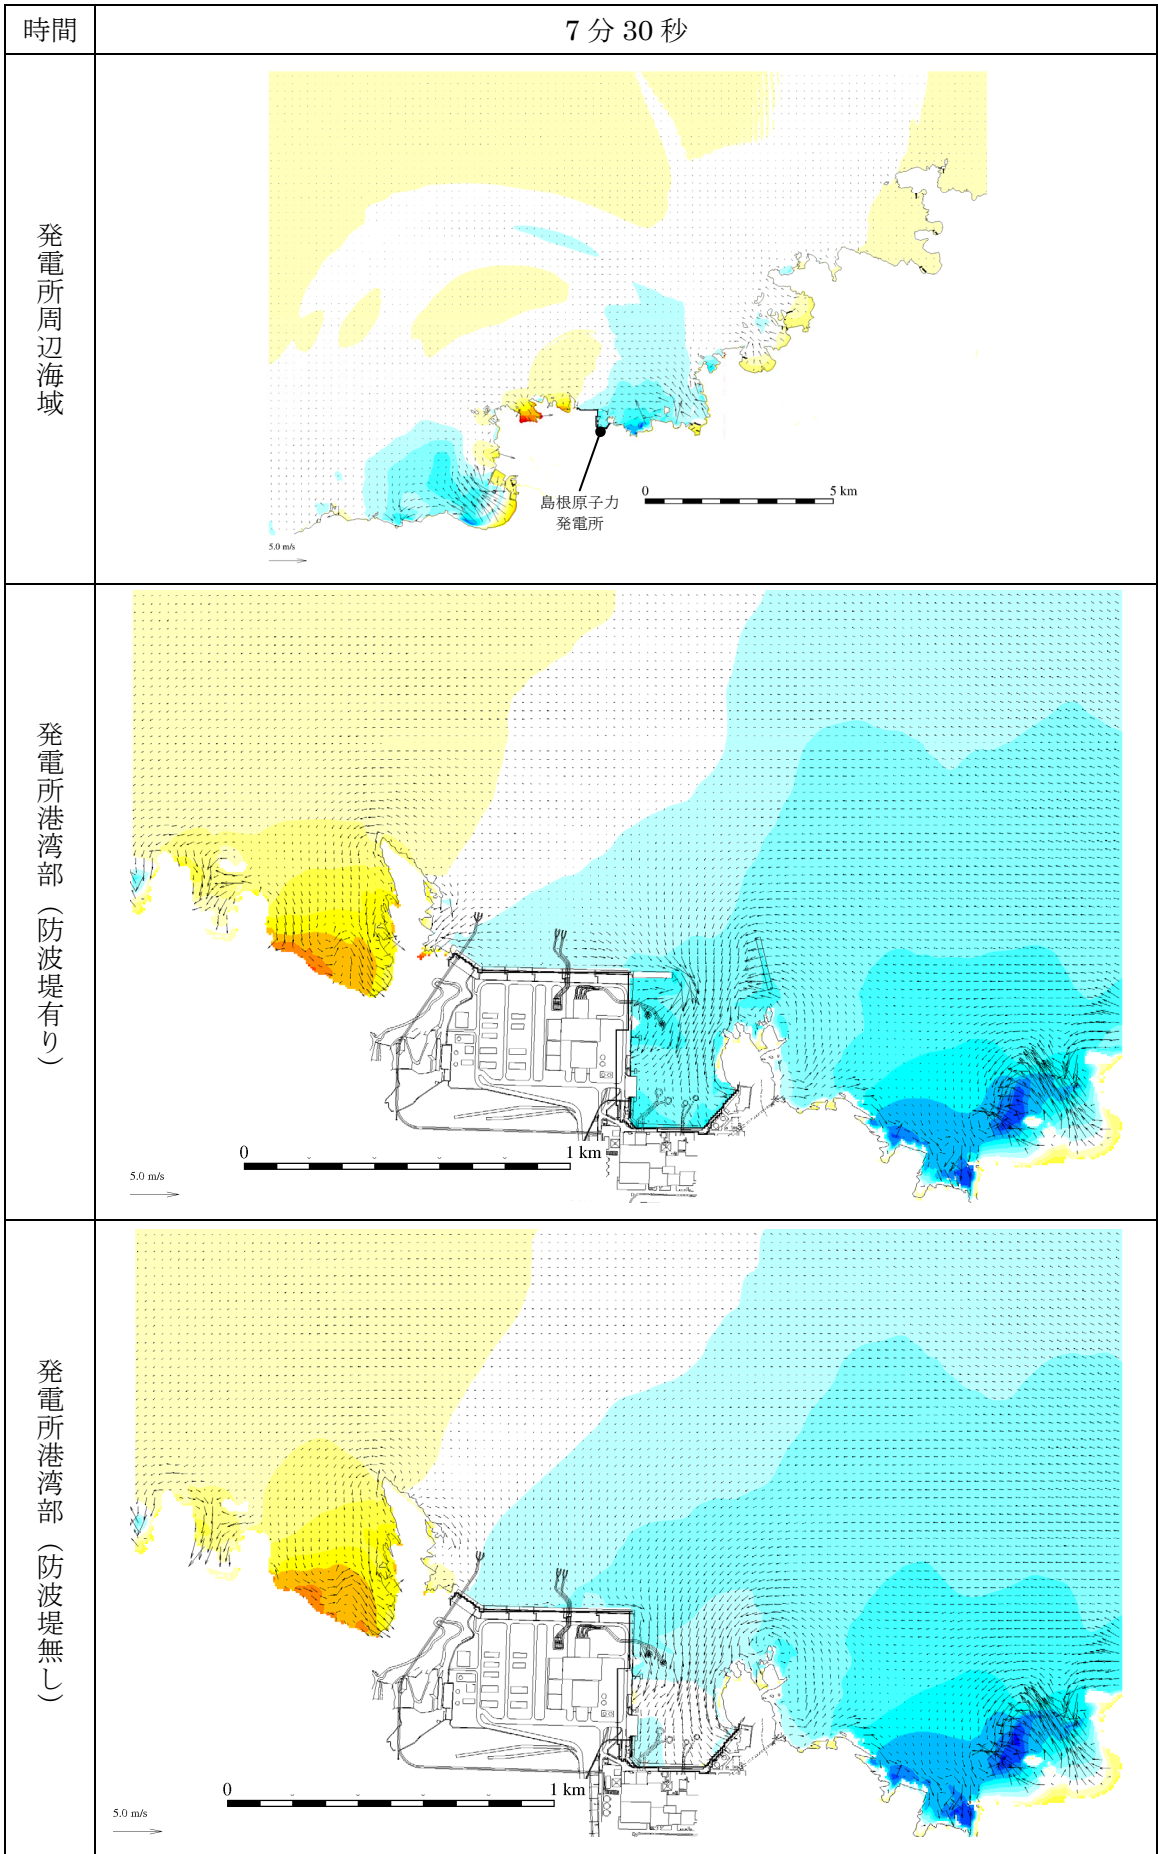 時間
7分30秒
発電所周辺海域
島根原子力
発電所
0
5 km
5.0 m/s
発電所港湾部（防波堤有り）
0
1 km
5.0 m/s
発電所港湾部（防波堤無し）
0
1 km
5.0 m/s